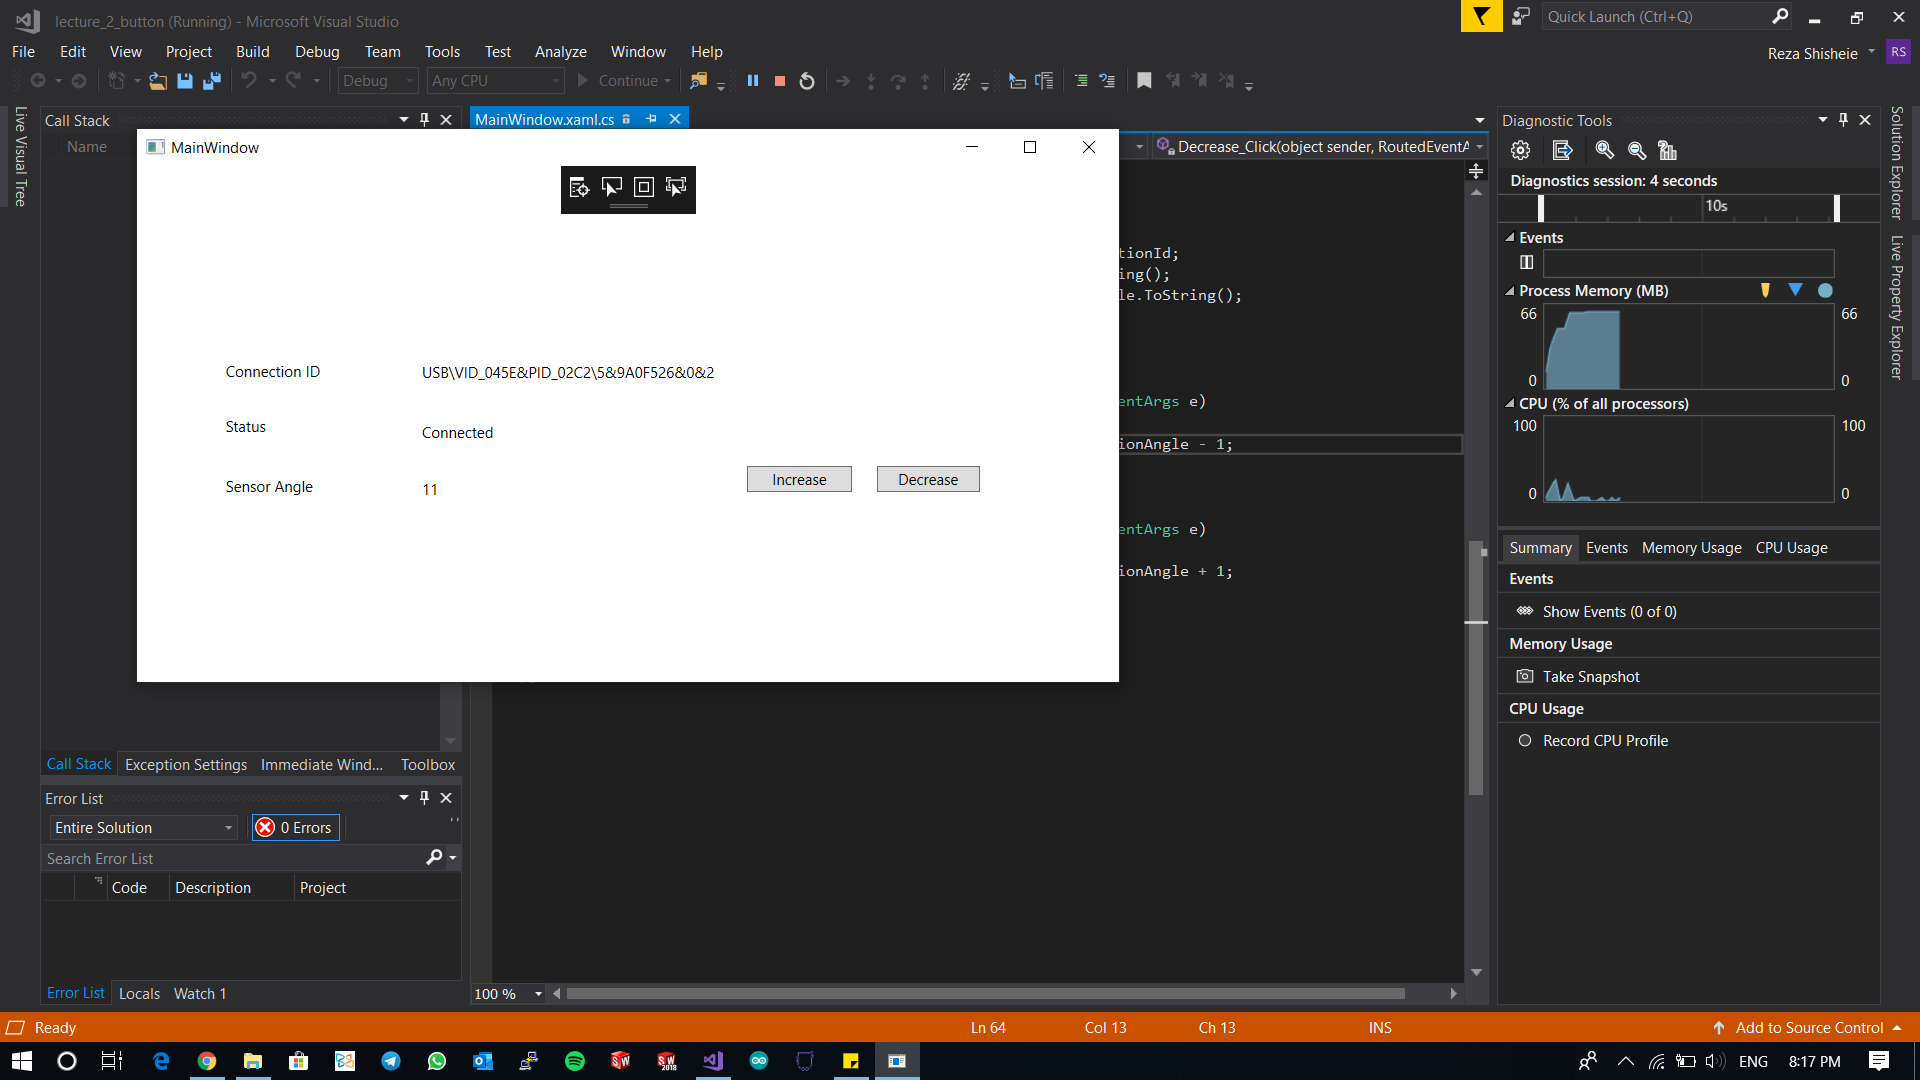 lecture_2_button (Running) - Microsoft Visual Studio
Quick Launch (Ctrl+Q)
File Edit View Project Build Debug Team Tools Test Analyze Window Help
Reza Shisheie RS
Debug Any CPU Continue
Live Visual Tree
Call Stack
Name
MainWindow.xaml.cs
Decrease_Click(object sender, RoutedEventA
MainWindow
Connection ID USB\VID_045E&PID_02C2\5&9A0F526&0&2
Status Connected
Sensor Angle 11
Increase Decrease
tionId;
ing();
le.ToString();
entArgs e)
ionAngle - 1;
entArgs e)
ionAngle + 1;
Call Stack Exception Settings Immediate Wind... Toolbox
Error List
Entire Solution 0 Errors
Search Error List
Code Description Project
Error List Locals Watch 1
100 %
Diagnostic Tools
Diagnostics session: 4 seconds
10s
Events
Process Memory (MB)
66 66
0 0
CPU (% of all processors)
100 100
0 0
Summary Events Memory Usage CPU Usage
Events
Show Events (0 of 0)
Memory Usage
Take Snapshot
CPU Usage
Record CPU Profile
Solution Explorer
Live Property Explorer
Ready Ln 64 Col 13 Ch 13 INS Add to Source Control
SW SW 2018
ENG 8:17 PM